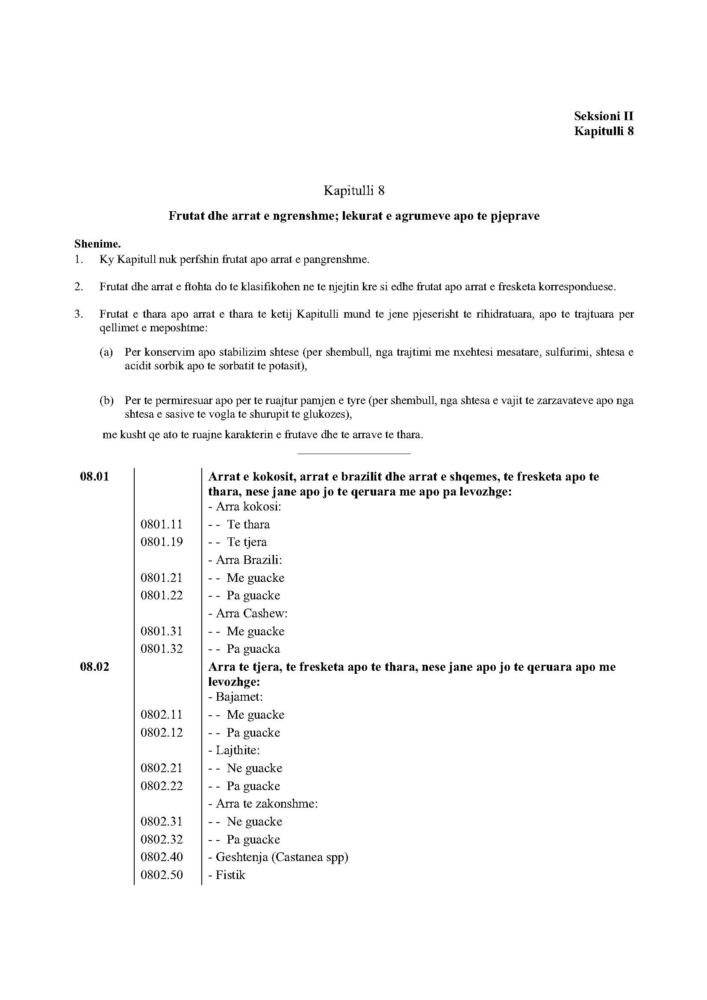 Seksioni II
Kapitulli 8
Kapitulli 8
Frutat dhe arrat e ngrenshme; lekurat e agrumeve apo te pjeprave
Shenime.
1. Ky Kapitull nuk perfshin frutat apo arrat e pangrenshme.
2. Frutat dhe arrat e ftohta do te klasifikohen ne te njejtin kre si edhe frutat apo arrat e fresketa korresponduese.
3. Frutat e thara apo arrat e thara te ketij Kapitulli mund te jene pjeserisht te rihidratuara, apo te trajtuara per
qellimet e meposhtme:
(a) Per konservim apo stabilizim shtese (per shembull, nga trajtimi me nxehtesi mesatare, sulfurimi, shtesa e
acidit sorbik apo te sorbatit te potasit),
(b) Per te permiresuar apo per te ruajtur pamjen e tyre (per shembull, nga shtesa e vajit te zarzavateve apo nga
shtesa e sasive te vogla te shurupit te glukozes),
me kusht qe ato te ruajne karakterin e frutave dhe te arrave te thara.
08.01 Arrat e kokosit, arrat e brazilit dhe arrat e shqemes, te fresketa apo te
thara, nese jane apo jo te qeruara me apo pa levozhge:
- Arra kokosi:
0801.11 - - Te thara
0801.19 - - Te tjera
- Arra Brazili:
0801.21 - - Me guacke
0801.22 - - Pa guacke
- Arra Cashew:
0801.31 - - Me guacke
0801.32 - - Pa guacka
08.02 Arra te tjera, te fresketa apo te thara, nese jane apo jo te qeruara apo me
levozhge:
- Bajamet:
0802.11 - - Me guacke
0802.12 - - Pa guacke
- Lajthite:
0802.21 - - Ne guacke
0802.22 - - Pa guacke
- Arra te zakonshme:
0802.31 - - Ne guacke
0802.32 - - Pa guacke
0802.40 - Geshtenja (Castanea spp)
0802.50 - Fistik